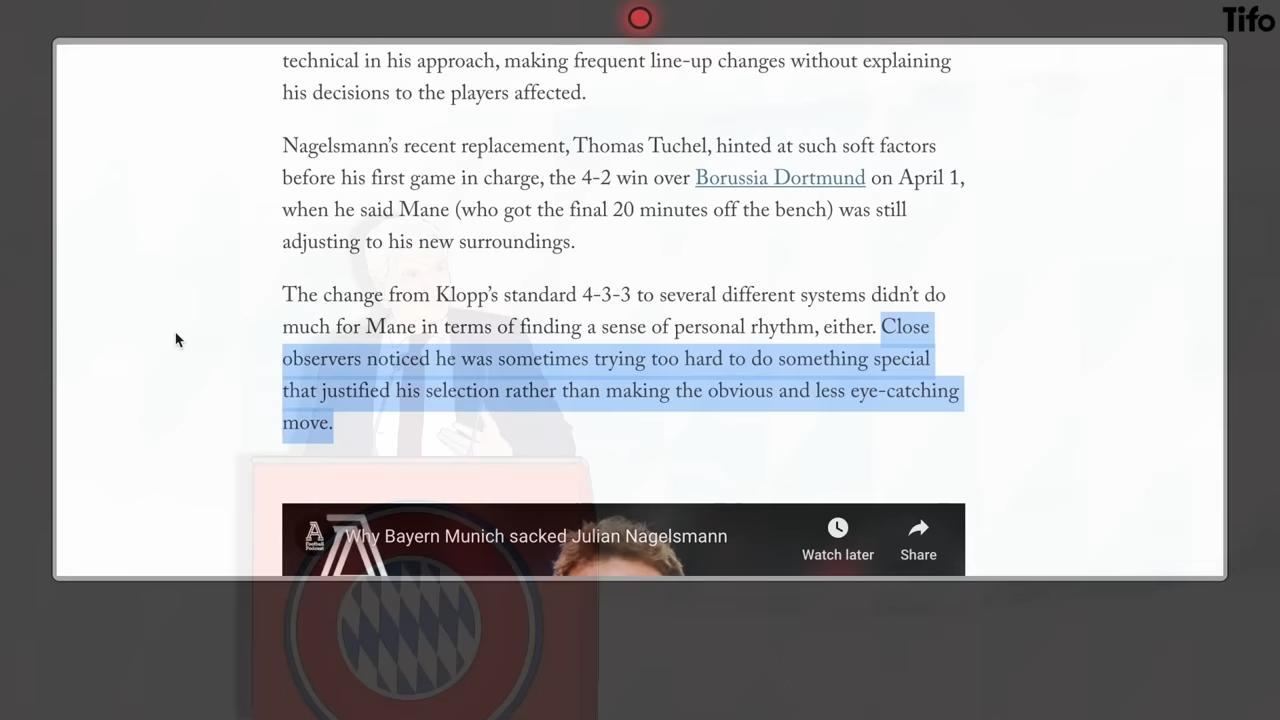 Tifo
technical in his approach, making frequent line-up changes without explaining
his decisions to the players affected.
Nagelsmann’s recent replacement, Thomas Tuchel, hinted at such soft factors
before his first game in charge, the 4-2 win over Borussia Dortmund on April 1,
when he said Mane (who got the final 20 minutes off the bench) was still
adjusting to his new surroundings.
The change from Klopp’s standard 4-3-3 to several different systems didn’t do
much for Mane in terms of finding a sense of personal rhythm, either. Close
observers noticed he was sometimes trying too hard to do something special
that justified his selection rather than making the obvious and less eye-catching
move.
A
Football
Podcast
Why Bayern Munich sacked Julian Nagelsmann
Watch later
Share